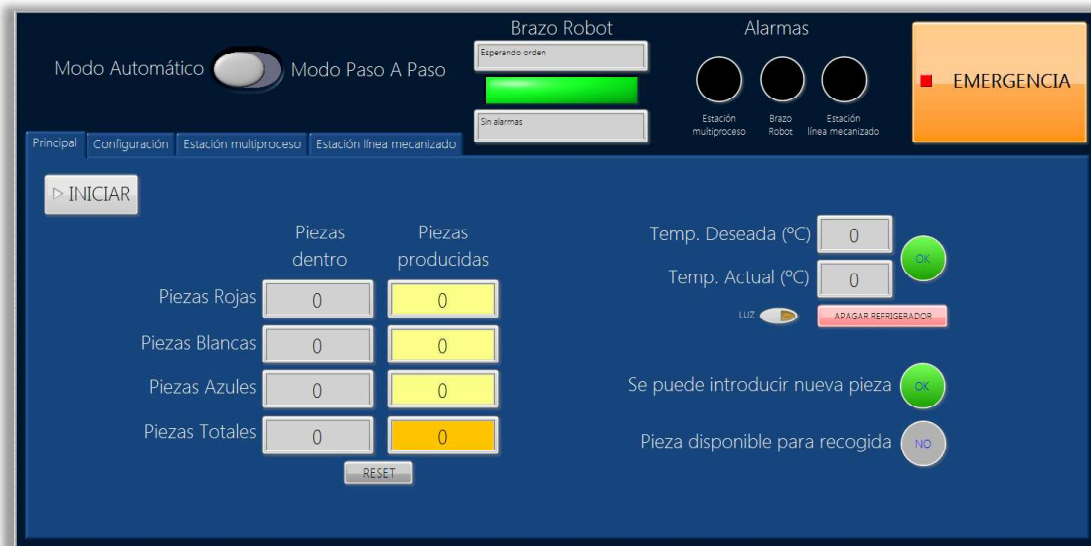 Modo Automático
Modo Paso A Paso
Brazo Robot
Esperando orden
Sin alarmas
Alarmas
Estación
multiproceso
Brazo
Robot
Estación
línea mecanizado
EMERGENCIA
Principal
Configuración
Estación multiproceso
Estación línea mecanizado
INICIAR
Piezas
dentro
Piezas
producidas
Piezas Rojas 0 0
Piezas Blancas 0 0
Piezas Azules 0 0
Piezas Totales 0 0
RESET
Temp. Deseada (ºC) 0
OK
Temp. Actual (ºC) 0
LUZ
APAGAR REFRIGERADOR
Se puede introducir nueva pieza OK
Pieza disponible para recogida NO